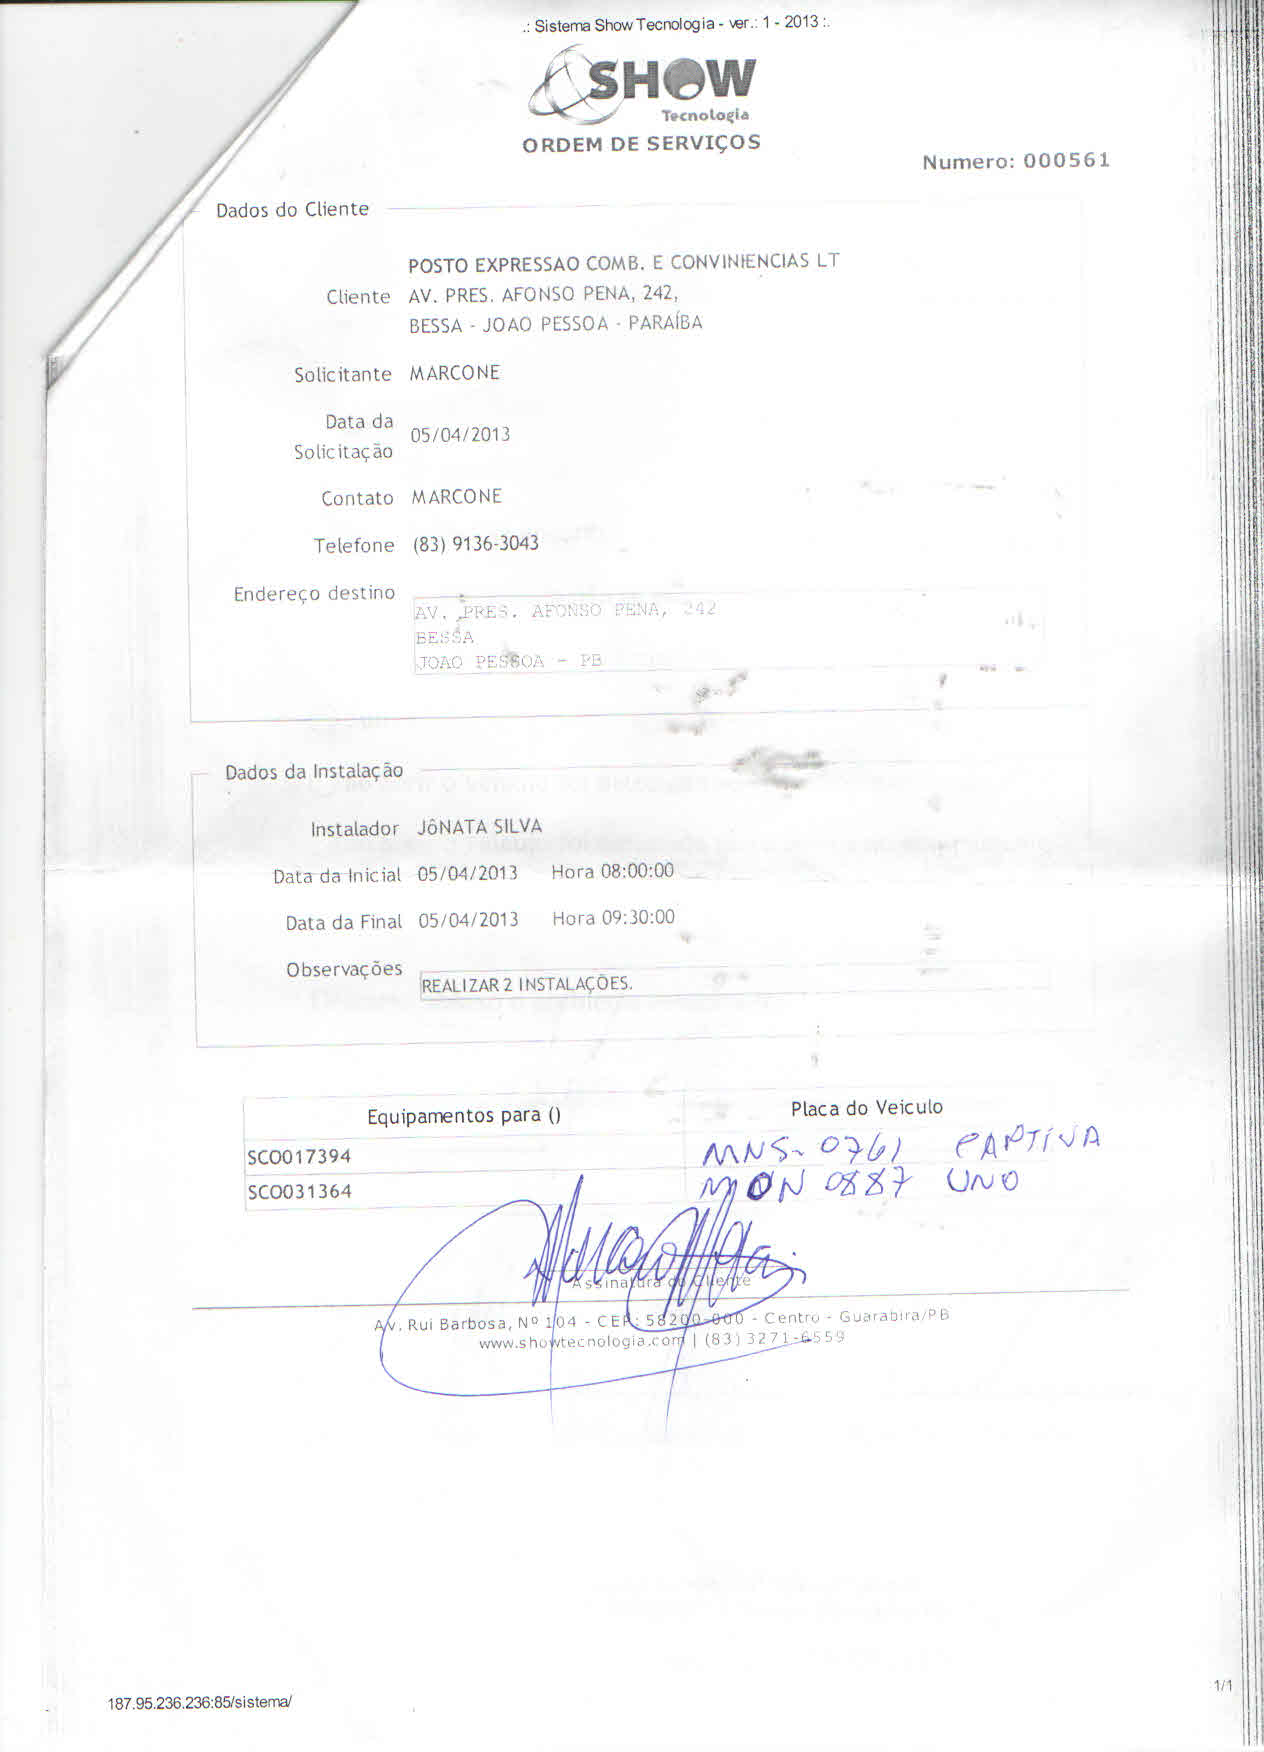 .: Sistema Show Tecnologia - ver.: 1 - 2013 :.
SHOW
Tecnologia
ORDEM DE SERVIÇOS
Numero: 000561
Dados do Cliente
POSTO EXPRESSAO COMB. E CONVINIENCIAS LT
Cliente AV. PRES. AFONSO PENA, 242,
BESSA - JOAO PESSOA - PARAÍBA
Solicitante MARCONE
Data da
Solicitação 05/04/2013
Contato MARCONE
Telefone (83) 9136-3043
Endereço destino
AV. PRES. AFONSO PENA, 242
BESSA
JOAO PESSOA - PB
Dados da Instalação
Instalador JÔNATA SILVA
Data da Inicial 05/04/2013 Hora 08:00:00
Data da Final 05/04/2013 Hora 09:30:00
Observações
REALIZAR 2 INSTALAÇÕES.
Equipamentos para () Placa do Veiculo
SCO017394 MNS-0761 CAPTIVA
SCO031364 MON 0887 UNO
Assinatura do Cliente
Av. Rui Barbosa, Nº 104 - CEP: 58200-000 - Centro - Guarabira/PB
www.showtecnologia.com | (83) 3271-6559
187.95.236.236:85/sistema/
1/1